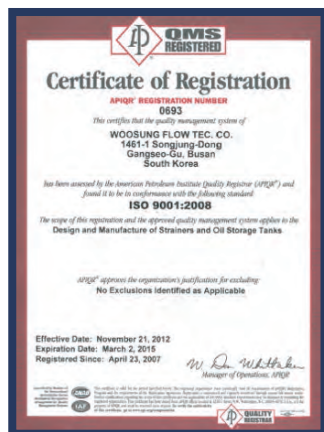 QMS
REGISTERED
Certificate of Registration
APIQR® REGISTRATION NUMBER
0693
This certifies that the quality management system of
WOOSUNG FLOW TEC. CO.
1461-1 Songjung-Dong
Gangseo-Gu, Busan
South Korea
has been assessed by the American Petroleum Institute Quality Registrar (APIQR®) and
found it to be in conformance with the following standard:
ISO 9001:2008
The scope of this registration and the approved quality management system applies to the
Design and Manufacture of Strainers and Oil Storage Tanks
APIQR® approves the organization's justification for excluding:
No Exclusions Identified as Applicable
Effective Date: November 21, 2012
Expiration Date: March 2, 2015
Registered Since: April 23, 2007
W. Don Whittaker
Manager of Operations, APIQR
QUALITY
REGISTRAR